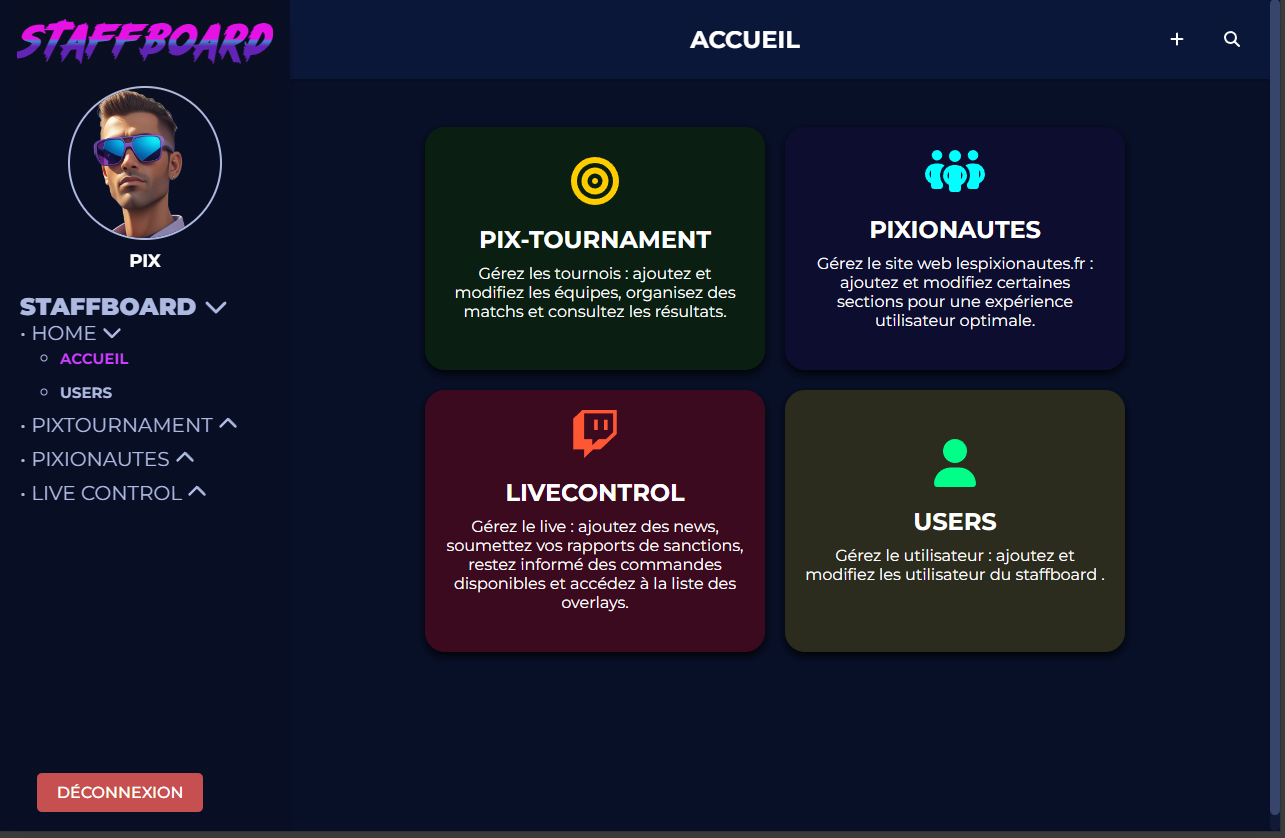 STAFFBOARD
PIX
STAFFBOARD
· HOME
ACCUEIL
USERS
· PIXTOURNAMENT
· PIXIONAUTES
· LIVE CONTROL
DÉCONNEXION
ACCUEIL
PIX-TOURNAMENT
Gérez les tournois : ajoutez et
modifiez les équipes, organisez des
matchs et consultez les résultats.
PIXIONAUTES
Gérez le site web lespixionautes.fr :
ajoutez et modifiez certaines
sections pour une expérience
utilisateur optimale.
LIVECONTROL
Gérez le live : ajoutez des news,
soumettez vos rapports de sanctions,
restez informé des commandes
disponibles et accédez à la liste des
overlays.
USERS
Gérez le utilisateur : ajoutez et
modifiez les utilisateur du staffboard .